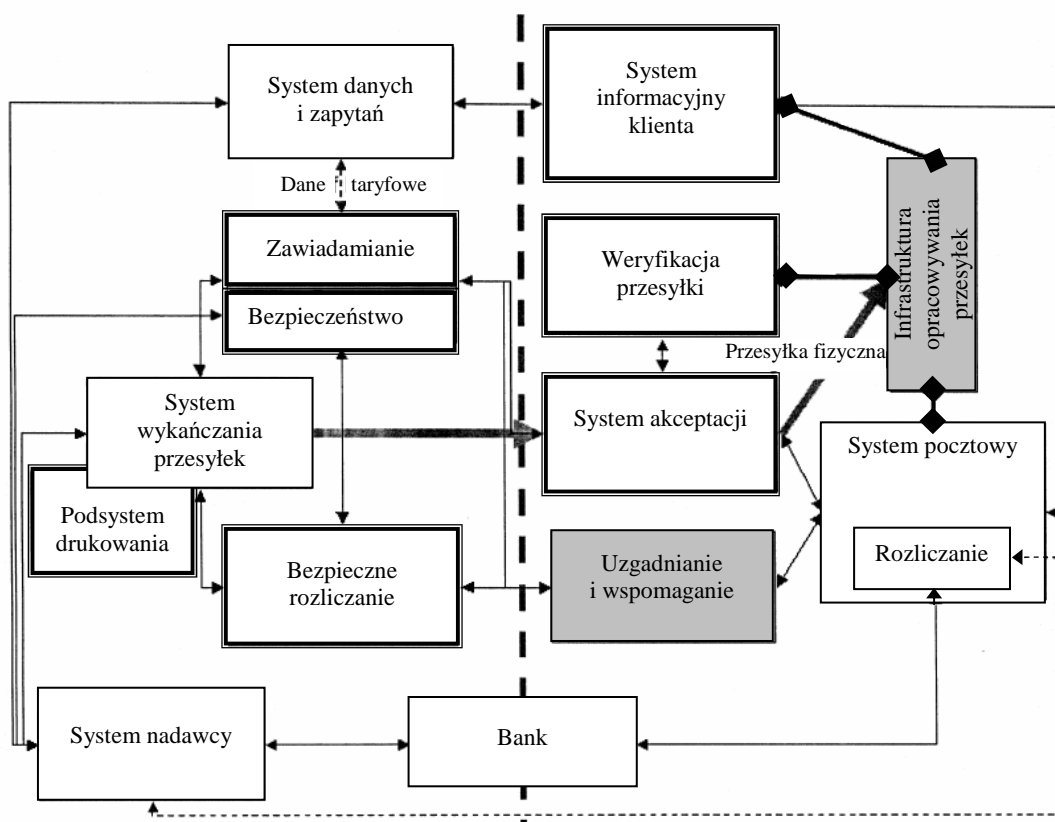 System danych
i zapytań
System
informacyjny
klienta
Dane taryfowe
Zawiadamianie
Bezpieczeństwo
Weryfikacja
przesyłki
Infrastruktura
opracowywania
przesyłek
Przesyłka fizyczna
System
wykańczania
przesyłek
System akceptacji
System pocztowy
Podsystem
drukowania
Bezpieczne
rozliczanie
Uzgadnianie
i wspomaganie
Rozliczanie
System nadawcy
Bank